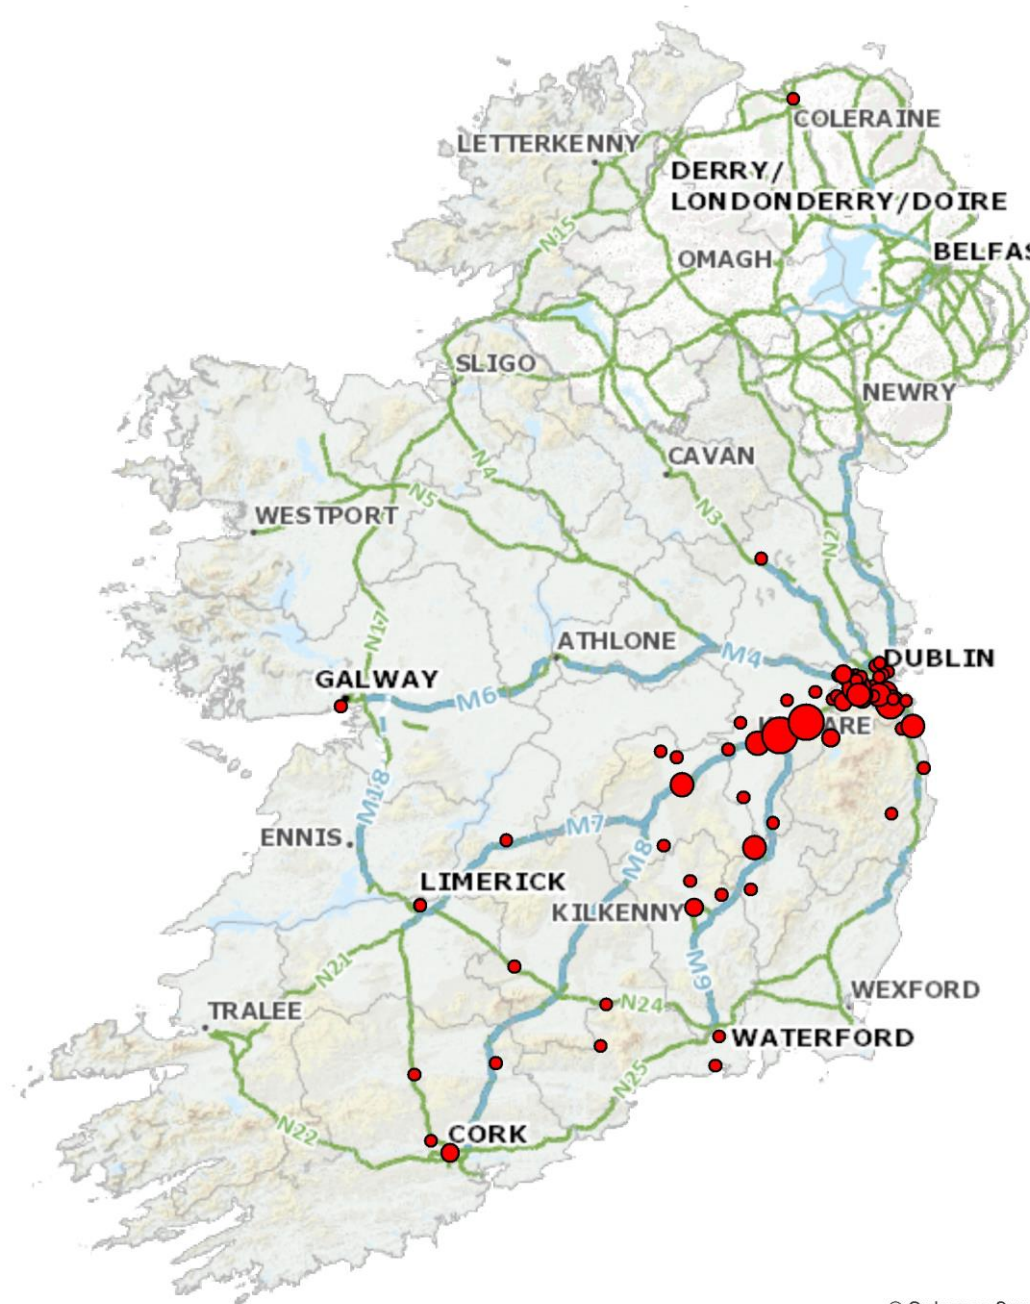 COLERAINE
LETTERKENNY
DERRY/
LONDONDERRY/DOIRE
N15
OMAGH
BELFAS
SLIGO
NEWRY
CAVAN
N4
N5
N3
WESTPORT
N2
N17
ATHLONE
DUBLIN
M4
GALWAY
M6
ARE
M18
M7
ENNIS
M8
LIMERICK
KILKENNY
N21
M9
WEXFORD
TRALEE
N24
WATERFORD
N25
N22
CORK